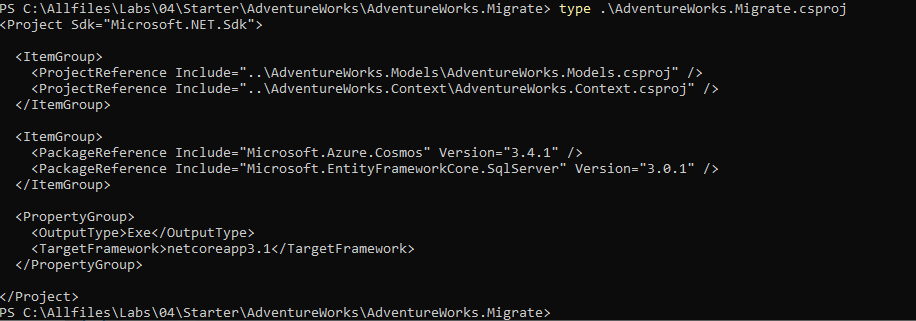 PS C:\Allfiles\Labs\04\Starter\AdventureWorks\AdventureWorks.Migrate> type .\AdventureWorks.Migrate.csproj
<Project Sdk="Microsoft.NET.Sdk">
<ItemGroup>
<ProjectReference Include="..\AdventureWorks.Models\AdventureWorks.Models.csproj" />
<ProjectReference Include="..\AdventureWorks.Context\AdventureWorks.Context.csproj" />
</ItemGroup>
<ItemGroup>
<PackageReference Include="Microsoft.Azure.Cosmos" Version="3.4.1" />
<PackageReference Include="Microsoft.EntityFrameworkCore.SqlServer" Version="3.0.1" />
</ItemGroup>
<PropertyGroup>
<OutputType>Exe</OutputType>
<TargetFramework>netcoreapp3.1</TargetFramework>
</PropertyGroup>
</Project>
PS C:\Allfiles\Labs\04\Starter\AdventureWorks\AdventureWorks.Migrate>